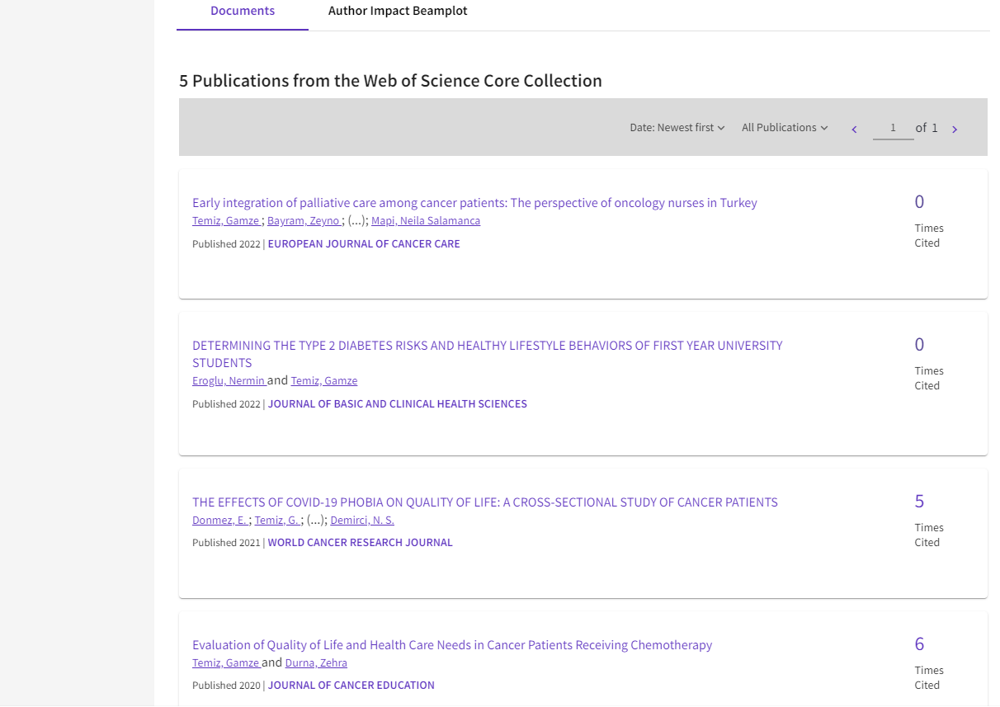 Documents Author Impact Beamplot
5 Publications from the Web of Science Core Collection
Date: Newest first All Publications 1 of 1
Early integration of palliative care among cancer patients: The perspective of oncology nurses in Turkey
Temiz, Gamze ; Bayram, Zeyno ; (...); Mapi, Neila Salamanca
Published 2022 | EUROPEAN JOURNAL OF CANCER CARE
0
Times
Cited
DETERMINING THE TYPE 2 DIABETES RISKS AND HEALTHY LIFESTYLE BEHAVIORS OF FIRST YEAR UNIVERSITY
STUDENTS
Eroglu, Nermin and Temiz, Gamze
Published 2022 | JOURNAL OF BASIC AND CLINICAL HEALTH SCIENCES
0
Times
Cited
THE EFFECTS OF COVID-19 PHOBIA ON QUALITY OF LIFE: A CROSS-SECTIONAL STUDY OF CANCER PATIENTS
Donmez, E. ; Temiz, G. ; (...); Demirci, N. S.
Published 2021 | WORLD CANCER RESEARCH JOURNAL
5
Times
Cited
Evaluation of Quality of Life and Health Care Needs in Cancer Patients Receiving Chemotherapy
Temiz, Gamze and Durna, Zehra
Published 2020 | JOURNAL OF CANCER EDUCATION
6
Times
Cited